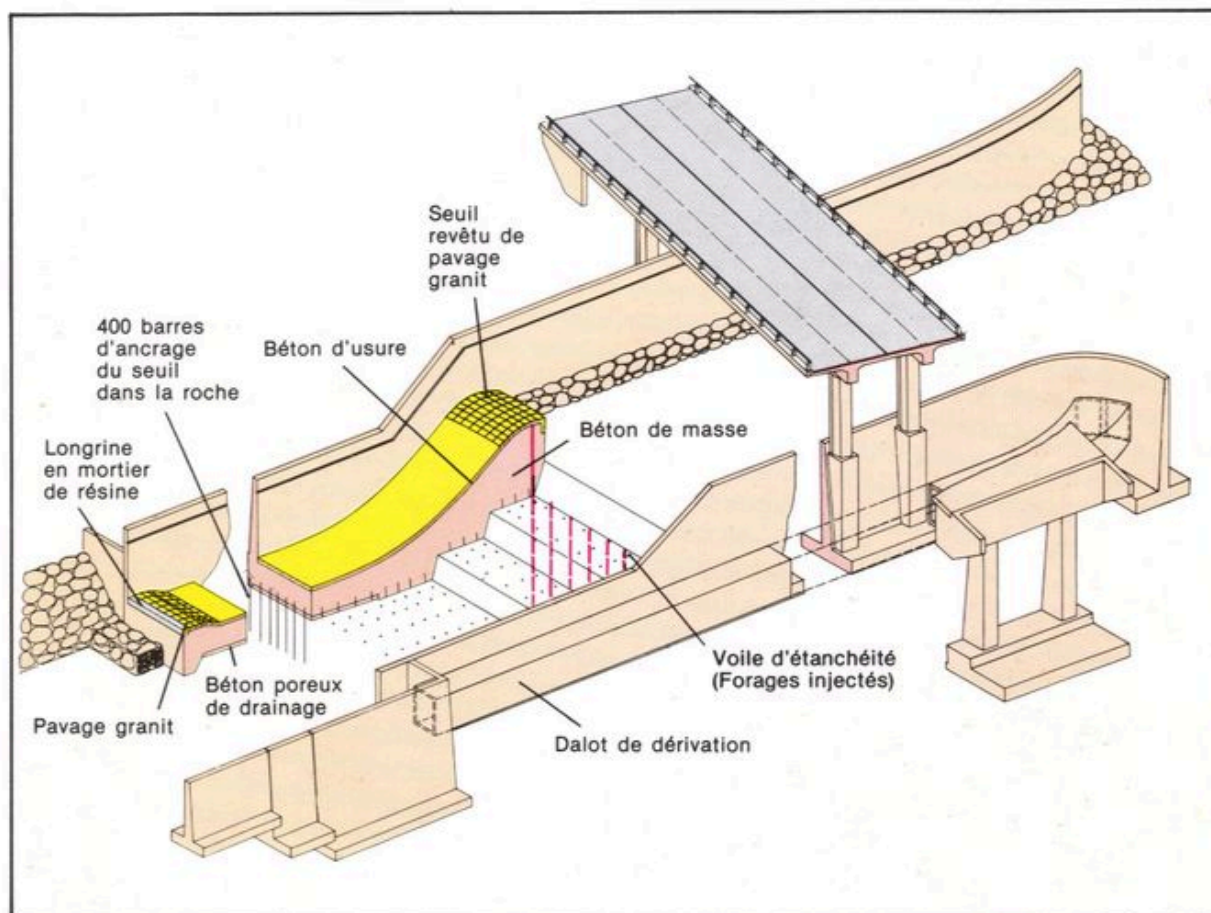 Seuil
revêtu de
pavage
granit
400 barres
d'ancrage
du seuil
dans la roche
Béton d'usure
Béton de masse
Longrine
en mortier
de résine
Voile d'étanchéité
(Forages injectés)
Béton poreux
de drainage
Pavage granit
Dalot de dérivation